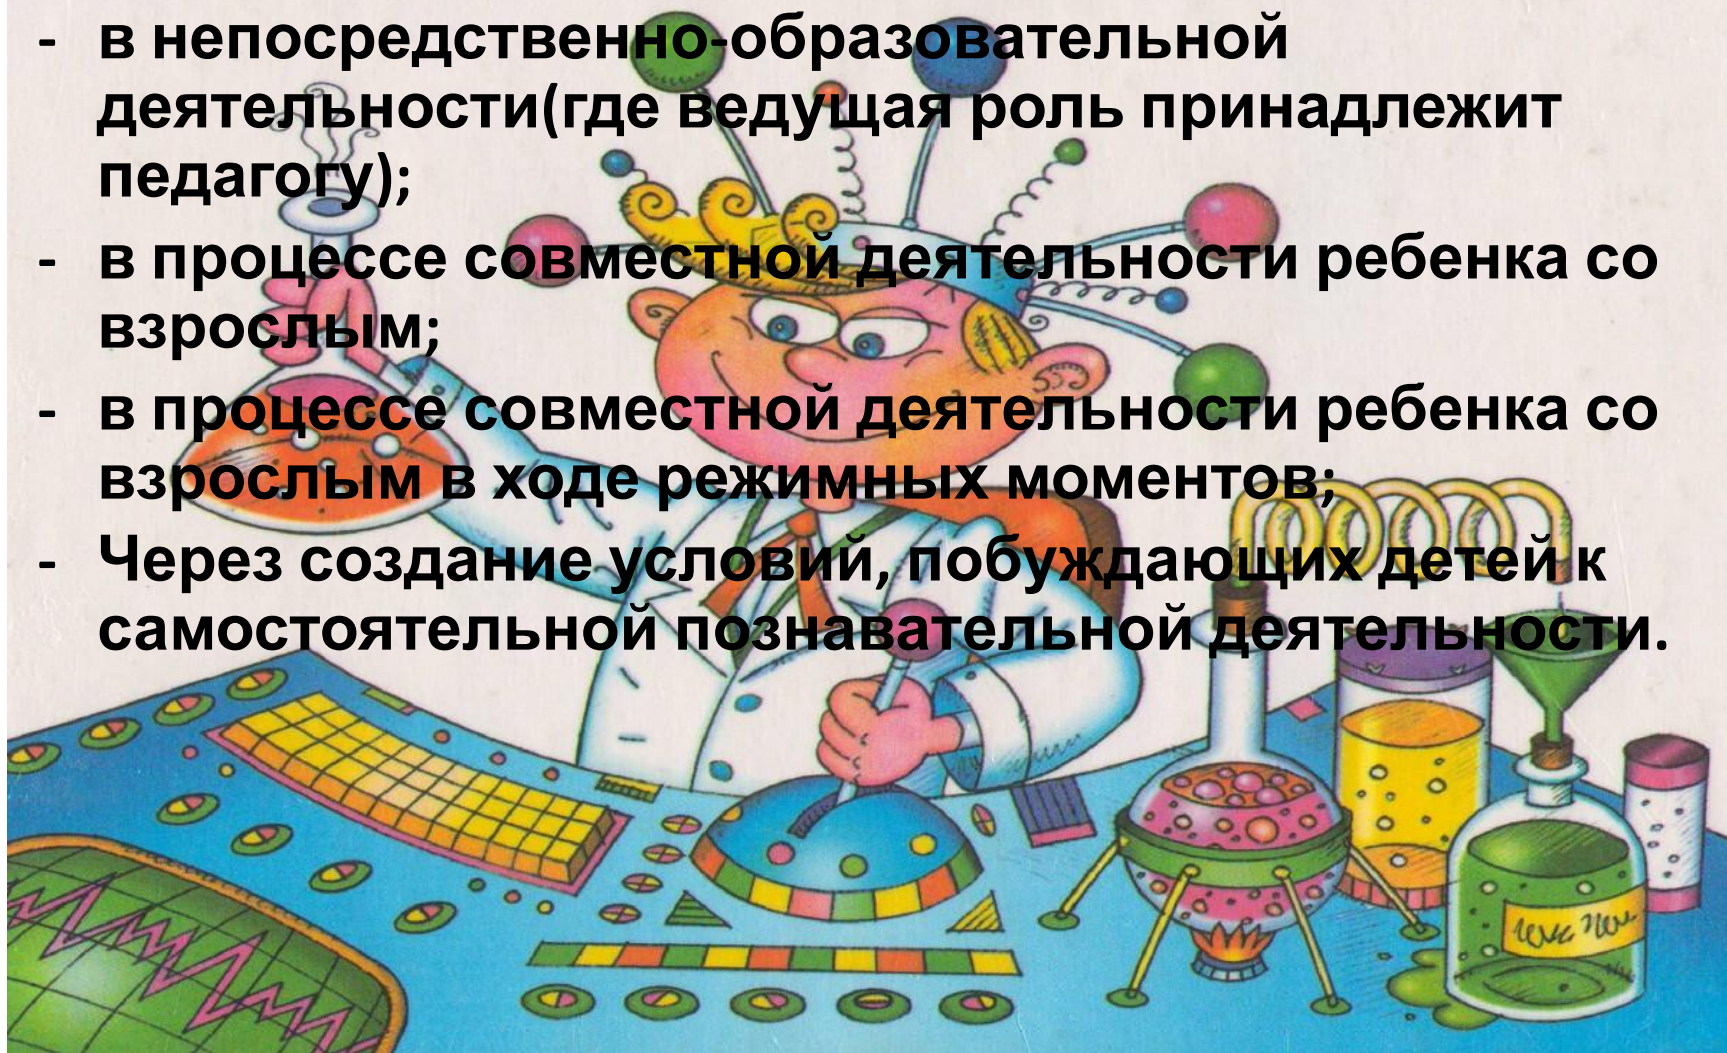 - в непосредственно-образовательной
деятельности(где ведущая роль принадлежит
педагогу);
- в процессе совместной деятельности ребенка со
взрослым;
- в процессе совместной деятельности ребенка со
взрослым в ходе режимных моментов;
- Через создание условий, побуждающих детей к
самостоятельной познавательной деятельности.